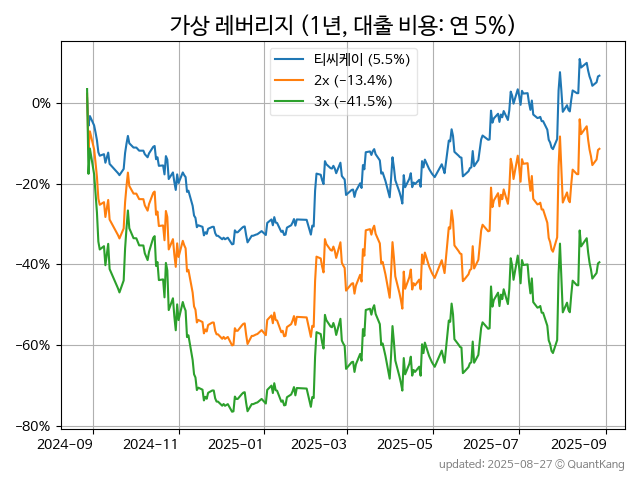 가상 레버리지 (1년, 대출 비용: 연 5%)
티씨케이 (5.5%)
2x (−13.4%)
3x (−41.5%)
0%
−20%
−40%
−60%
−80%
2024-09 2024-11 2025-01 2025-03 2025-05 2025-07 2025-09
updated: 2025-08-27 © QuantKang